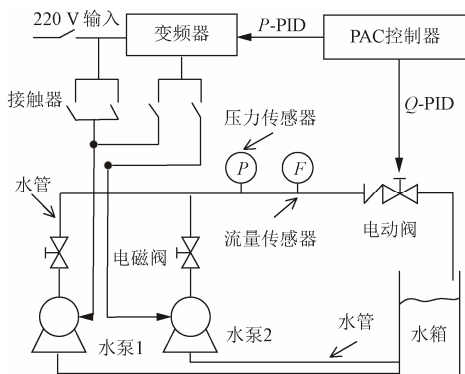 220 V 输入
变频器
P-PID
PAC控制器
接触器
Q-PID
压力传感器
P
F
水管
电磁阀
流量传感器
电动阀
水泵1
水泵2
水管
水箱